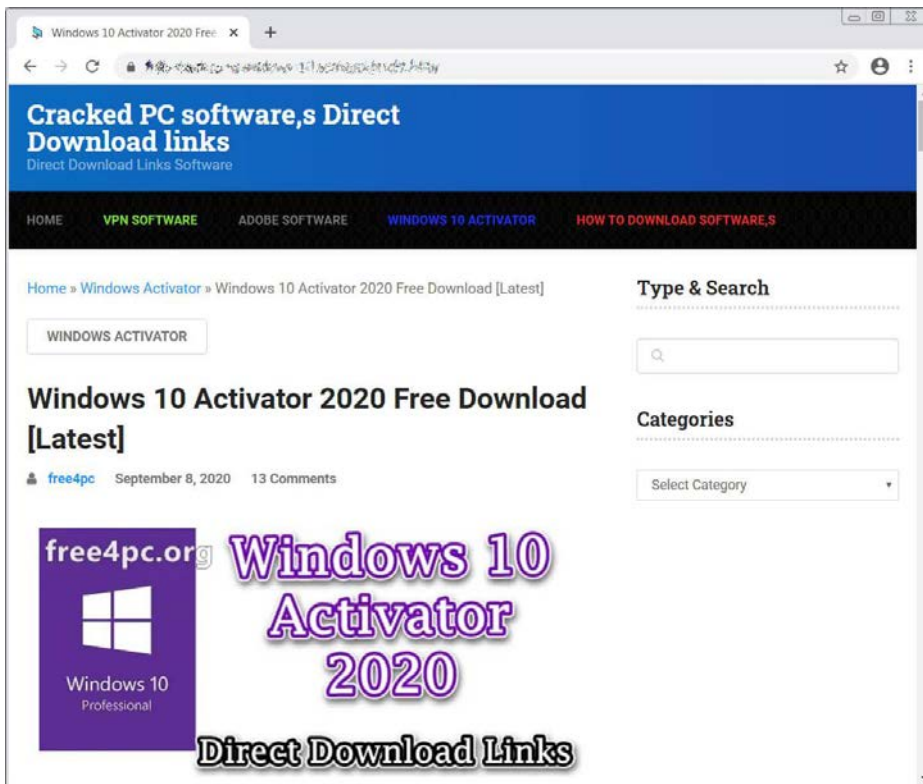 Windows 10 Activator 2020 Free
Cracked PC software,s Direct
Download links
Direct Download Links Software
HOME VPN SOFTWARE ADOBE SOFTWARE WINDOWS 10 ACTIVATOR HOW TO DOWNLOAD SOFTWARE,S
Home » Windows Activator » Windows 10 Activator 2020 Free Download [Latest]
WINDOWS ACTIVATOR
Windows 10 Activator 2020 Free Download
[Latest]
free4pc September 8, 2020 13 Comments
free4pc.org
Windows 10
Professional
Windows 10
Activator
2020
Direct Download Links
Type & Search
Categories
Select Category